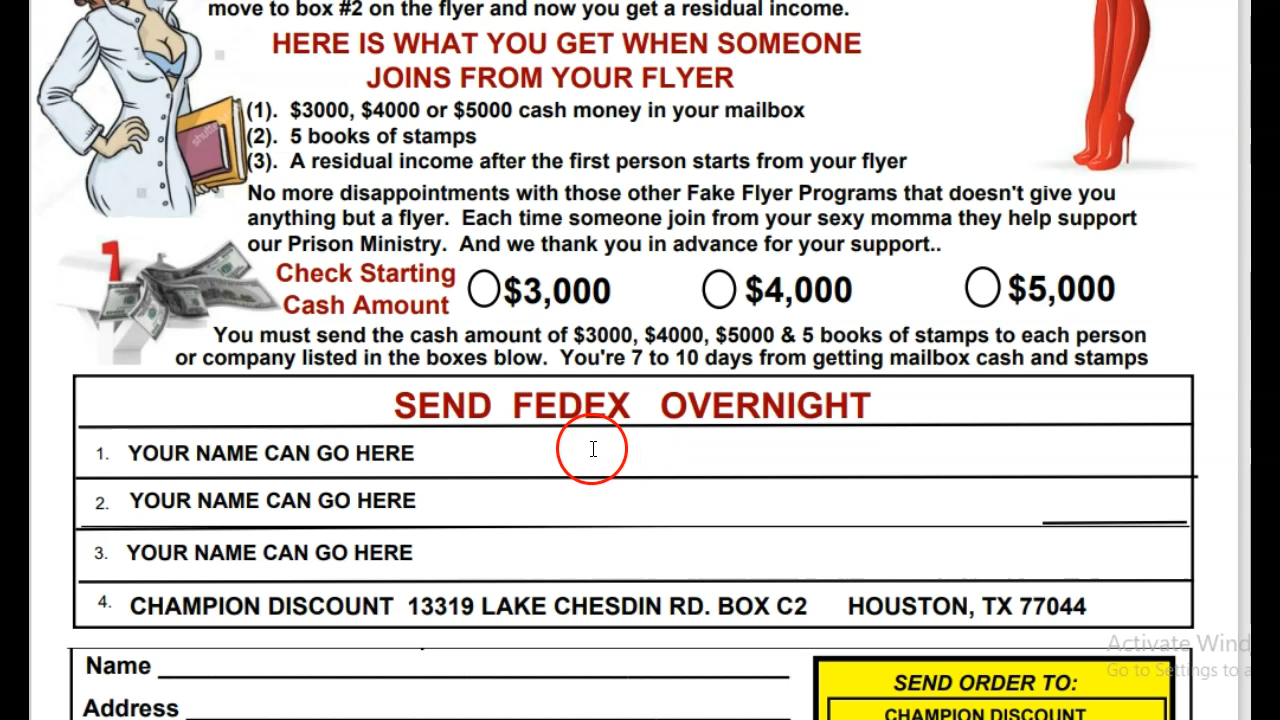 move to box #2 on the flyer and now you get a residual income.
HERE IS WHAT YOU GET WHEN SOMEONE
JOINS FROM YOUR FLYER
(1). $3000, $4000 or $5000 cash money in your mailbox
(2). 5 books of stamps
(3). A residual income after the first person starts from your flyer
No more disappointments with those other Fake Flyer Programs that doesn't give you
anything but a flyer. Each time someone join from your sexy momma they help support
our Prison Ministry. And we thank you in advance for your support..
Check Starting
Cash Amount
$3,000 $4,000 $5,000
You must send the cash amount of $3000, $4000, $5000 & 5 books of stamps to each person
or company listed in the boxes blow. You're 7 to 10 days from getting mailbox cash and stamps
SEND FEDEX OVERNIGHT
1. YOUR NAME CAN GO HERE
2. YOUR NAME CAN GO HERE
3. YOUR NAME CAN GO HERE
4. CHAMPION DISCOUNT 13319 LAKE CHESDIN RD. BOX C2 HOUSTON, TX 77044
Name
Address
SEND ORDER TO:
CHAMPION DISCOUNT
Activate Wind
Go to Settings to a